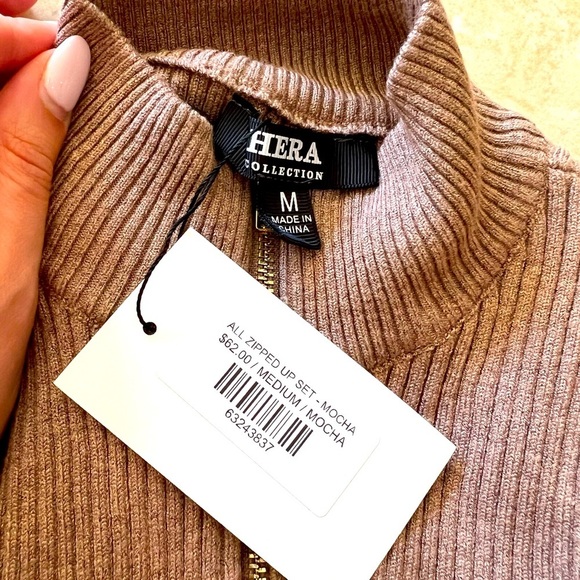 HERA
COLLECTION
M
MADE IN
CHINA
ALL ZIPPED UP SET - MOCHA
$62.00 / MEDIUM / MOCHA
63243837